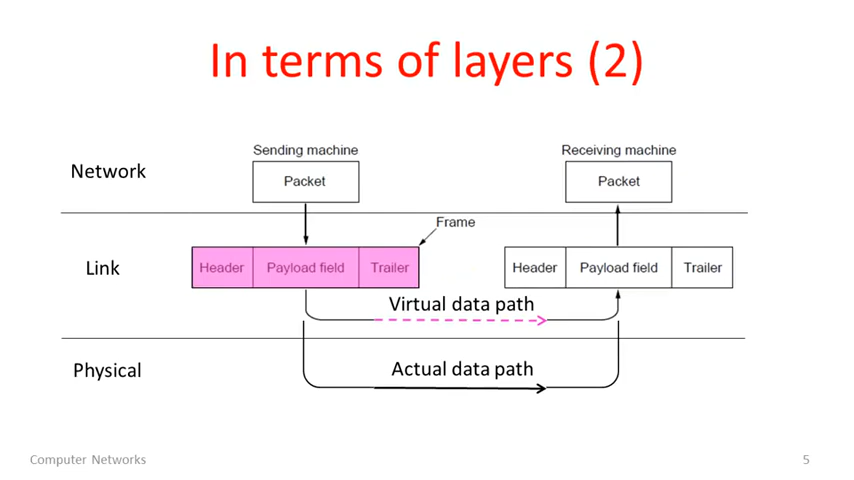 In terms of layers (2)
Sending machine
Receiving machine
Network
Packet
Packet
Frame
Link
Header
Payload field
Trailer
Header
Payload field
Trailer
Virtual data path
Physical
Actual data path
Computer Networks
5